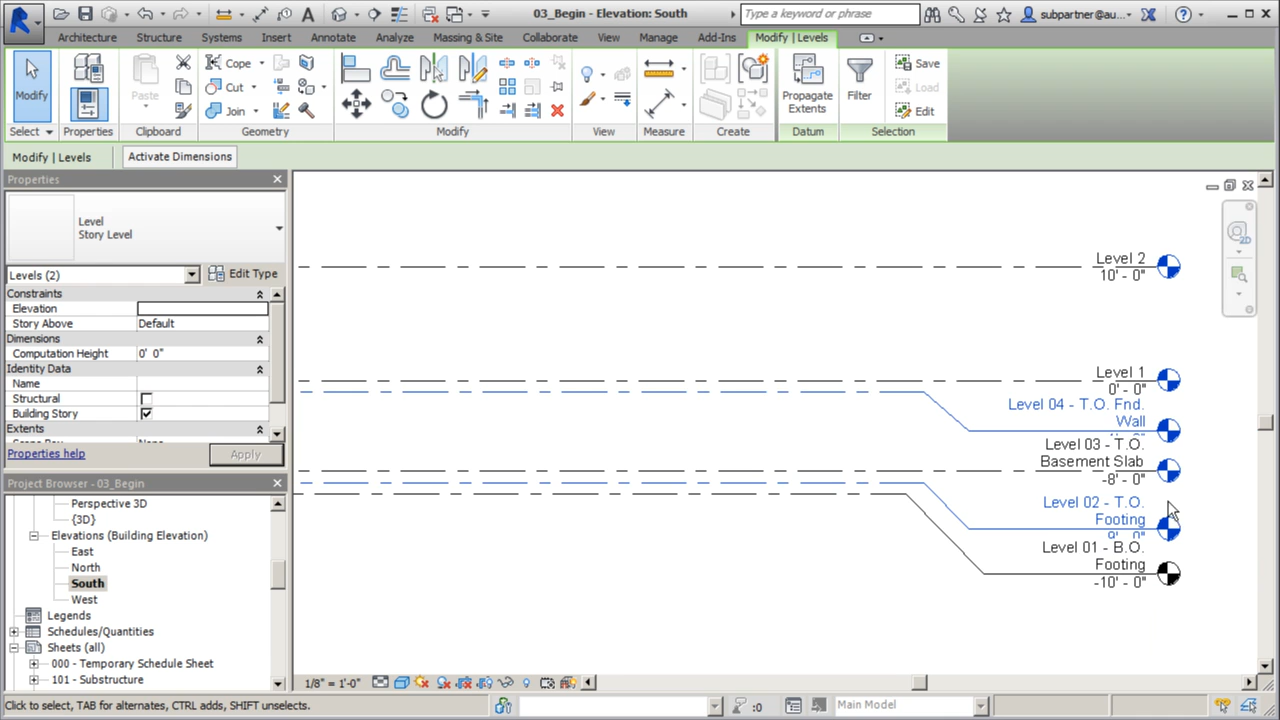 03_Begin - Elevation: South
Type a keyword or phrase
subpartner@au...
Architecture Structure Systems Insert Annotate Analyze Massing & Site Collaborate View Manage Add-Ins Modify | Levels
Modify
Paste
Cope
Cut
Join
Propagate
Extents
Filter
Save
Load
Edit
Select Properties Clipboard Geometry Modify View Measure Create Datum Selection
Modify | Levels
Activate Dimensions
Properties
Level
Story Level
Levels (2)
Edit Type
Constraints
Elevation
Story Above Default
Dimensions
Computation Height 0' 0"
Identity Data
Name
Structural
Building Story
Extents
Properties help
Apply
Project Browser - 03_Begin
Perspective 3D
{3D}
Elevations (Building Elevation)
East
North
South
West
Legends
Schedules/Quantities
Sheets (all)
000 - Temporary Schedule Sheet
101 - Substructure
2D
Level 2
10' - 0"
Level 1
0' - 0"
Level 04 - T.O. Fnd.
Wall
Level 03 - T.O.
Basement Slab
-8' - 0"
Level 02 - T.O.
Footing
Level 01 - B.O.
Footing
-10' - 0"
1/8" = 1'-0"
Click to select, TAB for alternates, CTRL adds, SHIFT unselects.
:0
Main Model